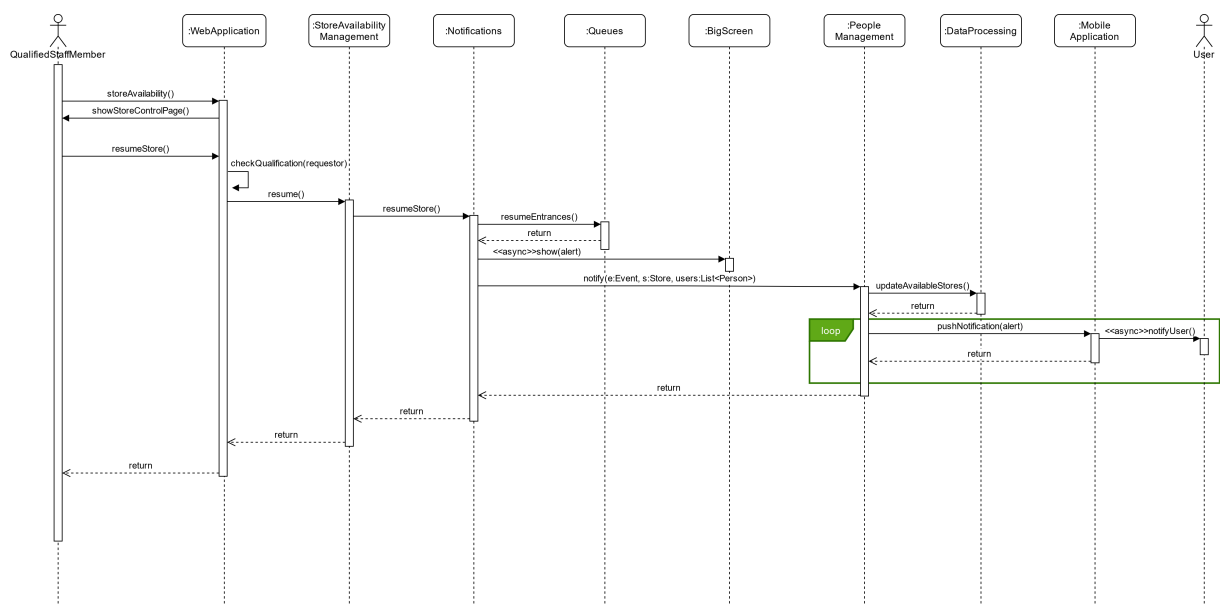 QualifiedStaffMember
:WebApplication
:StoreAvailability
Management
:Notifications
:Queues
:BigScreen
:People
Management
:DataProcessing
:Mobile
Application
User
storeAvailability()
showStoreControlPage()
resumeStore()
checkQualification(requestor)
resume()
resumeStore()
resumeEntrances()
return
<<async>>show(alert)
notify(e:Event, s:Store, users:List<Person>)
updateAvailableStores()
return
loop
pushNotification(alert)
<<async>>notifyUser()
return
return
return
return
return